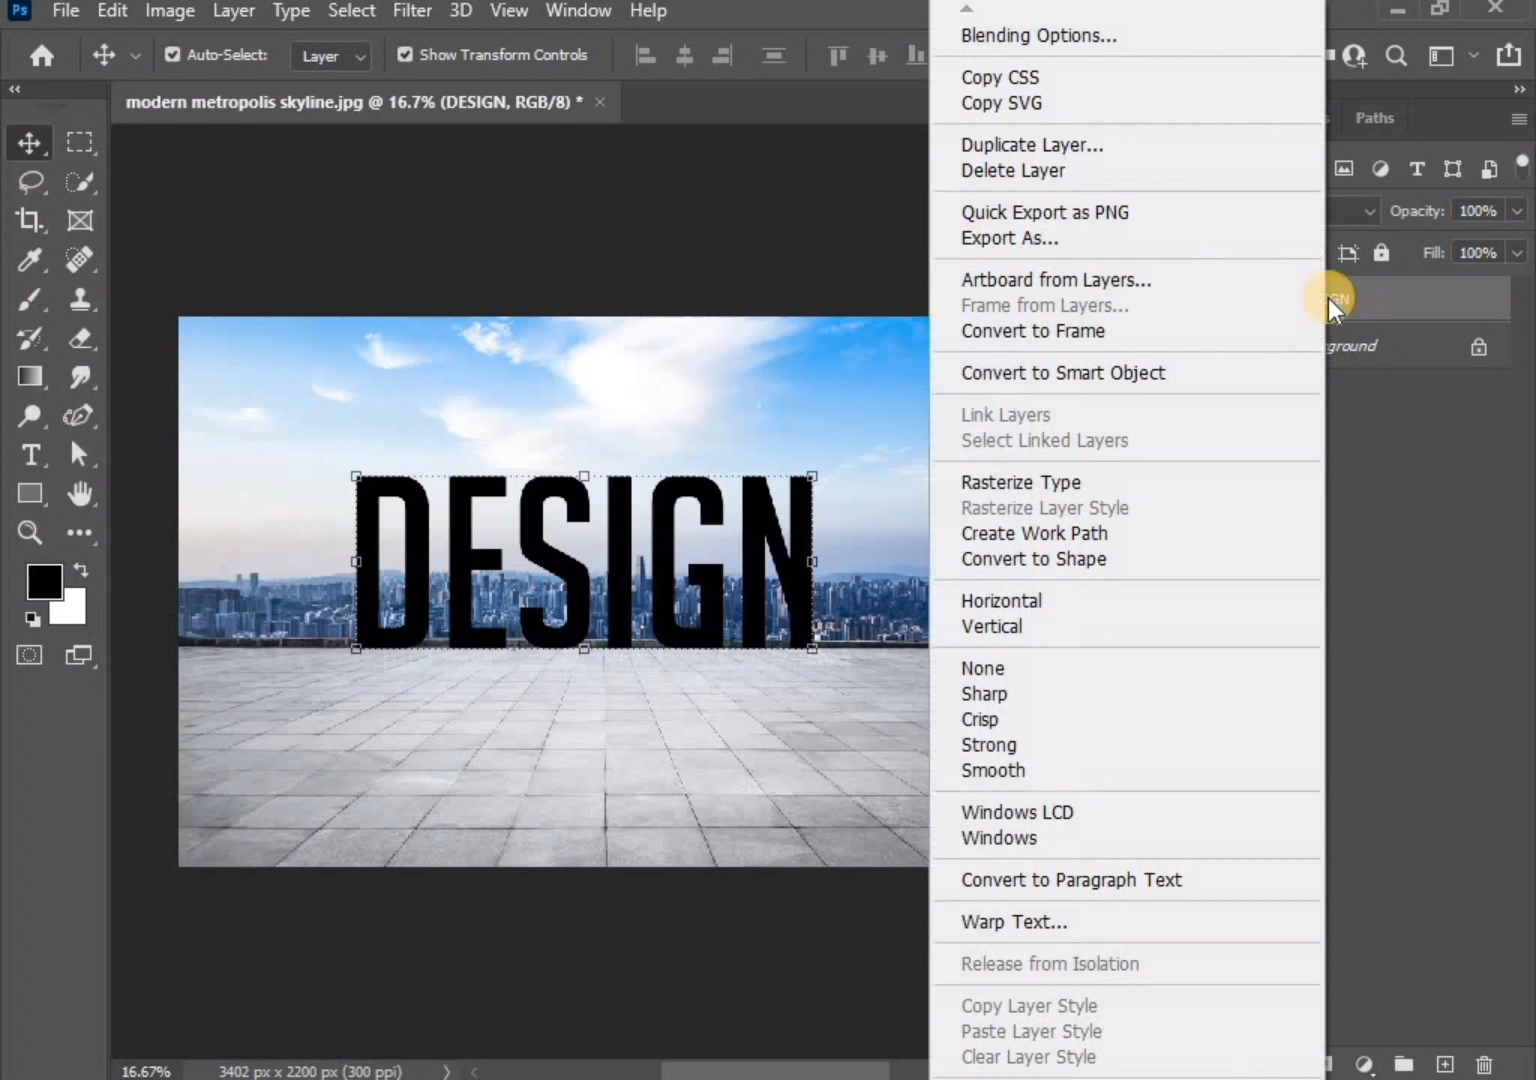 Ps File Edit Image Layer Type Select Filter 3D View Window Help
Auto-Select: Layer Show Transform Controls
modern metropolis skyline.jpg @ 16.7% (DESIGN, RGB/8) *
Paths
Opacity: 100%
Fill: 100%
Blending Options...
Copy CSS
Copy SVG
Duplicate Layer...
Delete Layer
Quick Export as PNG
Export As...
Artboard from Layers...
Frame from Layers...
Convert to Frame
Convert to Smart Object
Link Layers
Select Linked Layers
Rasterize Type
Rasterize Layer Style
Create Work Path
Convert to Shape
Horizontal
Vertical
None
Sharp
Crisp
Strong
Smooth
Windows LCD
Windows
Convert to Paragraph Text
Warp Text...
Release from Isolation
Copy Layer Style
Paste Layer Style
Clear Layer Style
DESIGN
16.67% 3402 px x 2200 px (300 ppi)